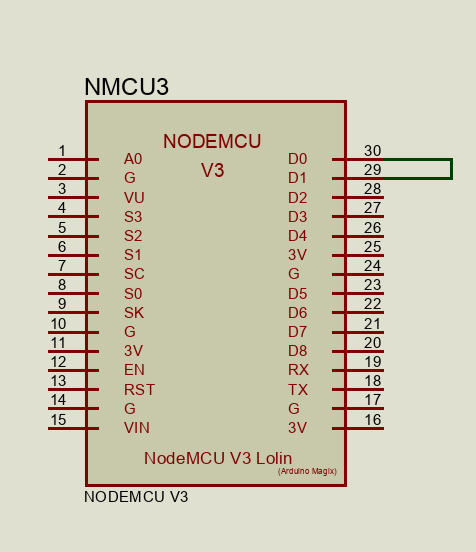 NMCU3
NODEMCU
V3
1 A0 D0 30
2 G D1 29
3 VU D2 28
4 S3 D3 27
5 S2 D4 26
6 S1 3V 25
7 SC G 24
8 S0 D5 23
9 SK D6 22
10 G D7 21
11 3V D8 20
12 EN RX 19
13 RST TX 18
14 G G 17
15 VIN 3V 16
NodeMCU V3 Lolin
(Arduino Magix)
NODEMCU V3